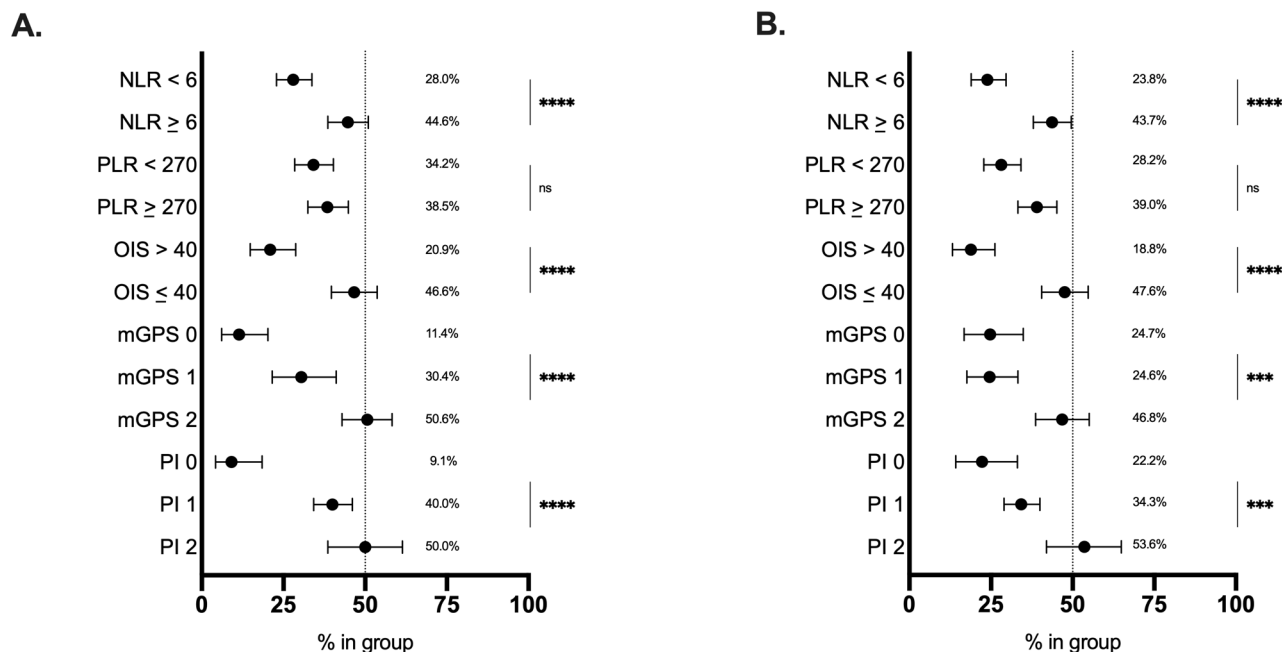 A.
NLR < 6 28.0%
****
NLR ≥ 6 44.6%
PLR < 270 34.2%
ns
PLR ≥ 270 38.5%
OIS > 40 20.9%
****
OIS ≤ 40 46.6%
mGPS 0 11.4%
mGPS 1 30.4% ****
mGPS 2 50.6%
PI 0 9.1%
PI 1 40.0% ****
PI 2 50.0%
0 25 50 75 100
% in group
B.
NLR < 6 23.8%
****
NLR ≥ 6 43.7%
PLR < 270 28.2%
ns
PLR ≥ 270 39.0%
OIS > 40 18.8%
****
OIS ≤ 40 47.6%
mGPS 0 24.7%
mGPS 1 24.6% ***
mGPS 2 46.8%
PI 0 22.2%
PI 1 34.3% ***
PI 2 53.6%
0 25 50 75 100
% in group